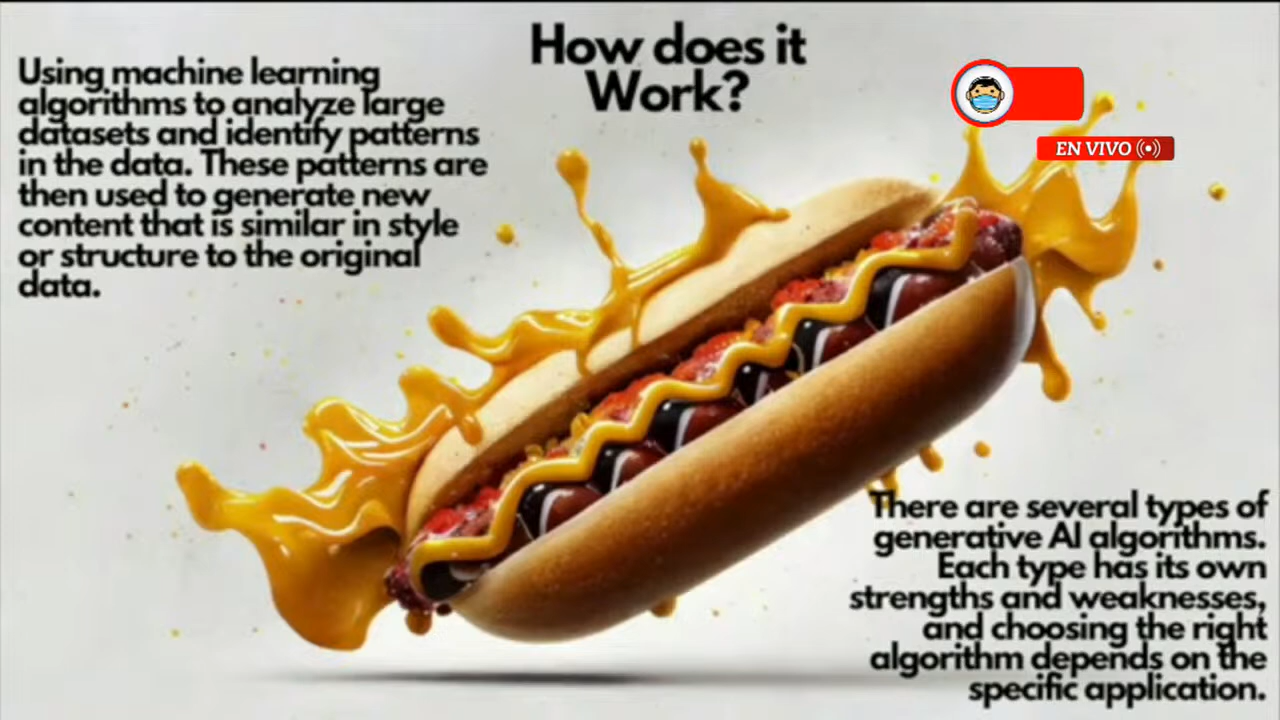 How does it
Work?
Using machine learning
algorithms to analyze large
datasets and identify patterns
in the data. These patterns are
then used to generate new
content that is similar in style
or structure to the original
data.
EN VIVO
There are several types of
generative AI algorithms.
Each type has its own
strengths and weaknesses,
and choosing the right
algorithm depends on the
specific application.